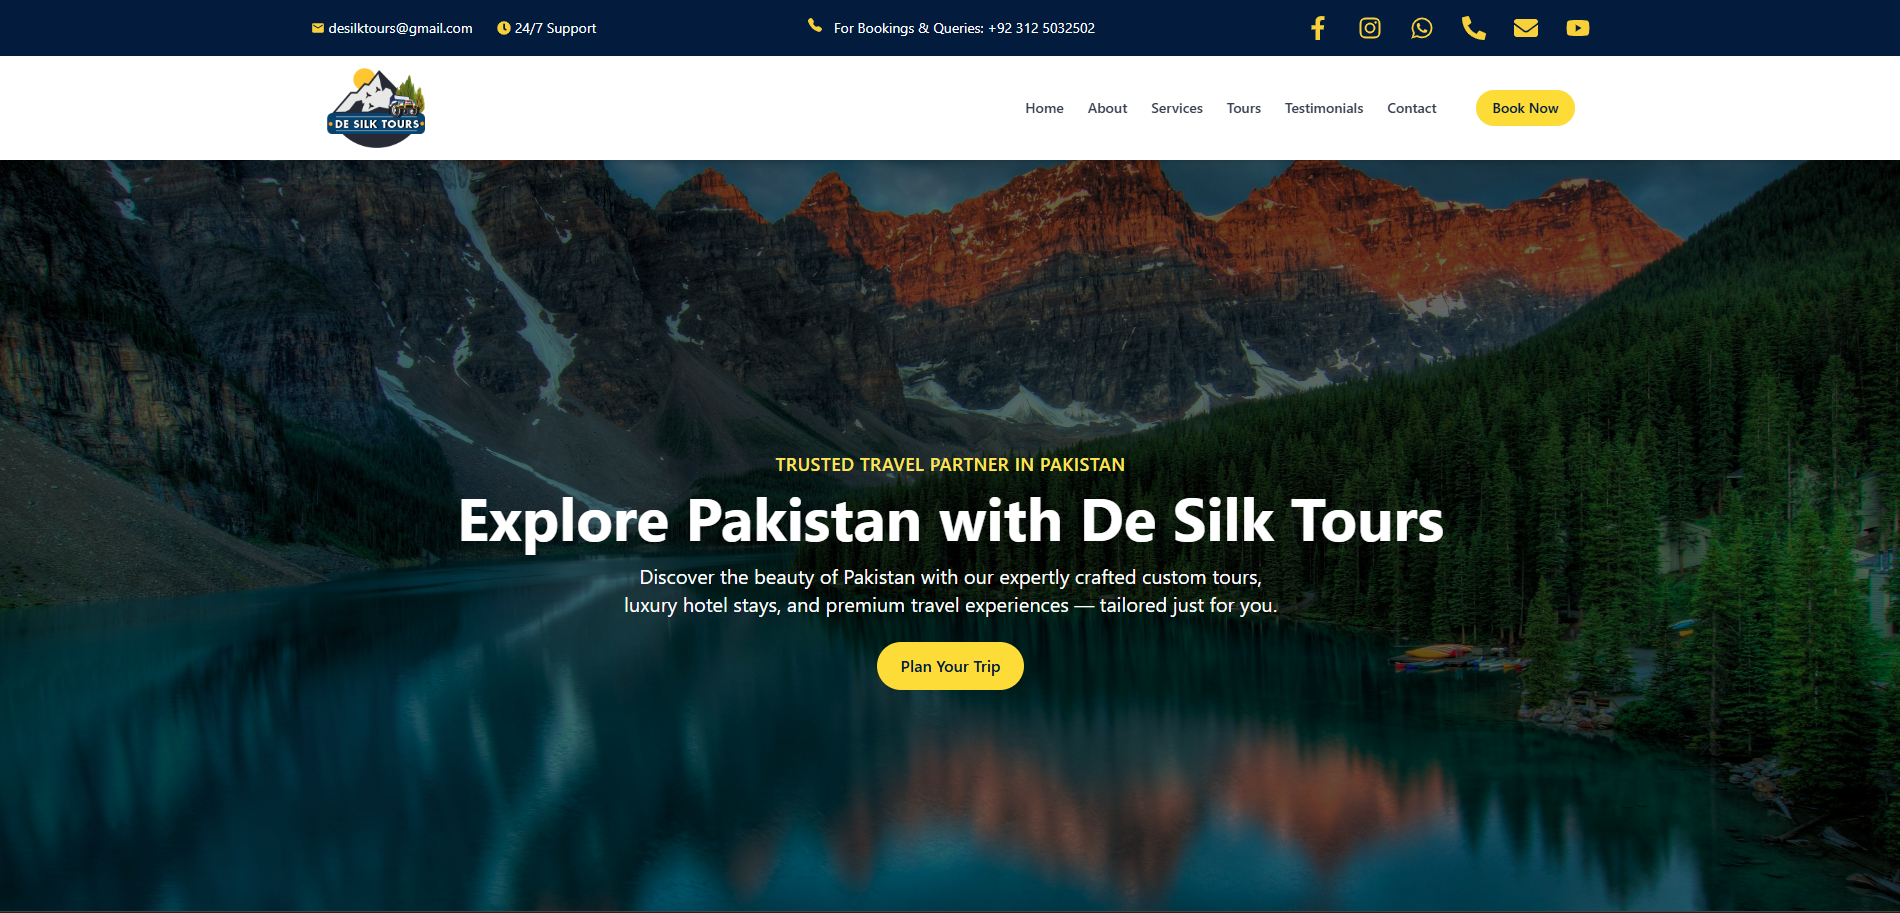 desilktours@gmail.com
24/7 Support
For Bookings & Queries: +92 312 5032502
DE SILK TOURS
Home
About
Services
Tours
Testimonials
Contact
Book Now
TRUSTED TRAVEL PARTNER IN PAKISTAN
Explore Pakistan with De Silk Tours
Discover the beauty of Pakistan with our expertly crafted custom tours,
luxury hotel stays, and premium travel experiences — tailored just for you.
Plan Your Trip